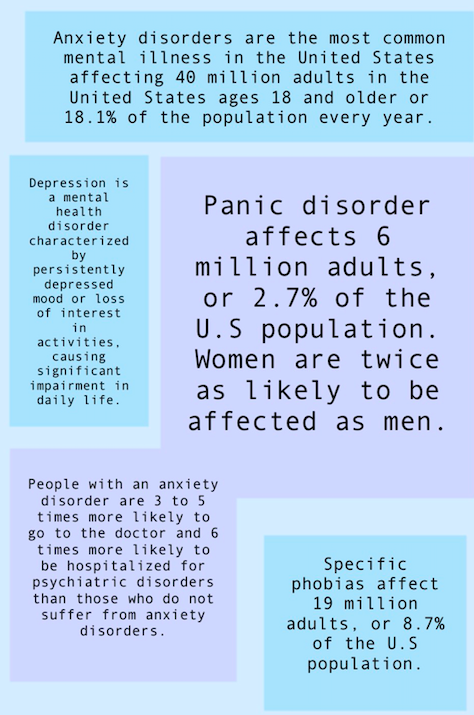 Anxiety disorders are the most common
mental illness in the United States
affecting 40 million adults in the
United States ages 18 and older or
18.1% of the population every year.
Depression is
a mental
health
disorder
characterized
by
persistently
depressed
mood or loss
of interest
in
activities,
causing
significant
impairment in
daily life.
Panic disorder
affects 6
million adults,
or 2.7% of the
U.S population.
Women are twice
as likely to be
affected as men.
People with an anxiety
disorder are 3 to 5
times more likely to
go to the doctor and 6
times more likely to
be hospitalized for
psychiatric disorders
than those who do not
suffer from anxiety
disorders.
Specific
phobias affect
19 million
adults, or 8.7%
of the U.S
population.